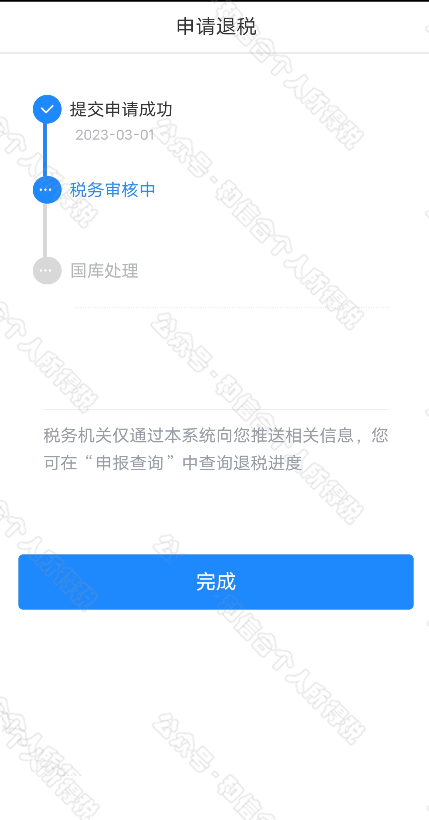 申请退税
提交申请成功
2023-03-01
税务审核中
国库处理
税务机关仅通过本系统向您推送相关信息，您
可在“申报查询”中查询退税进度
完成